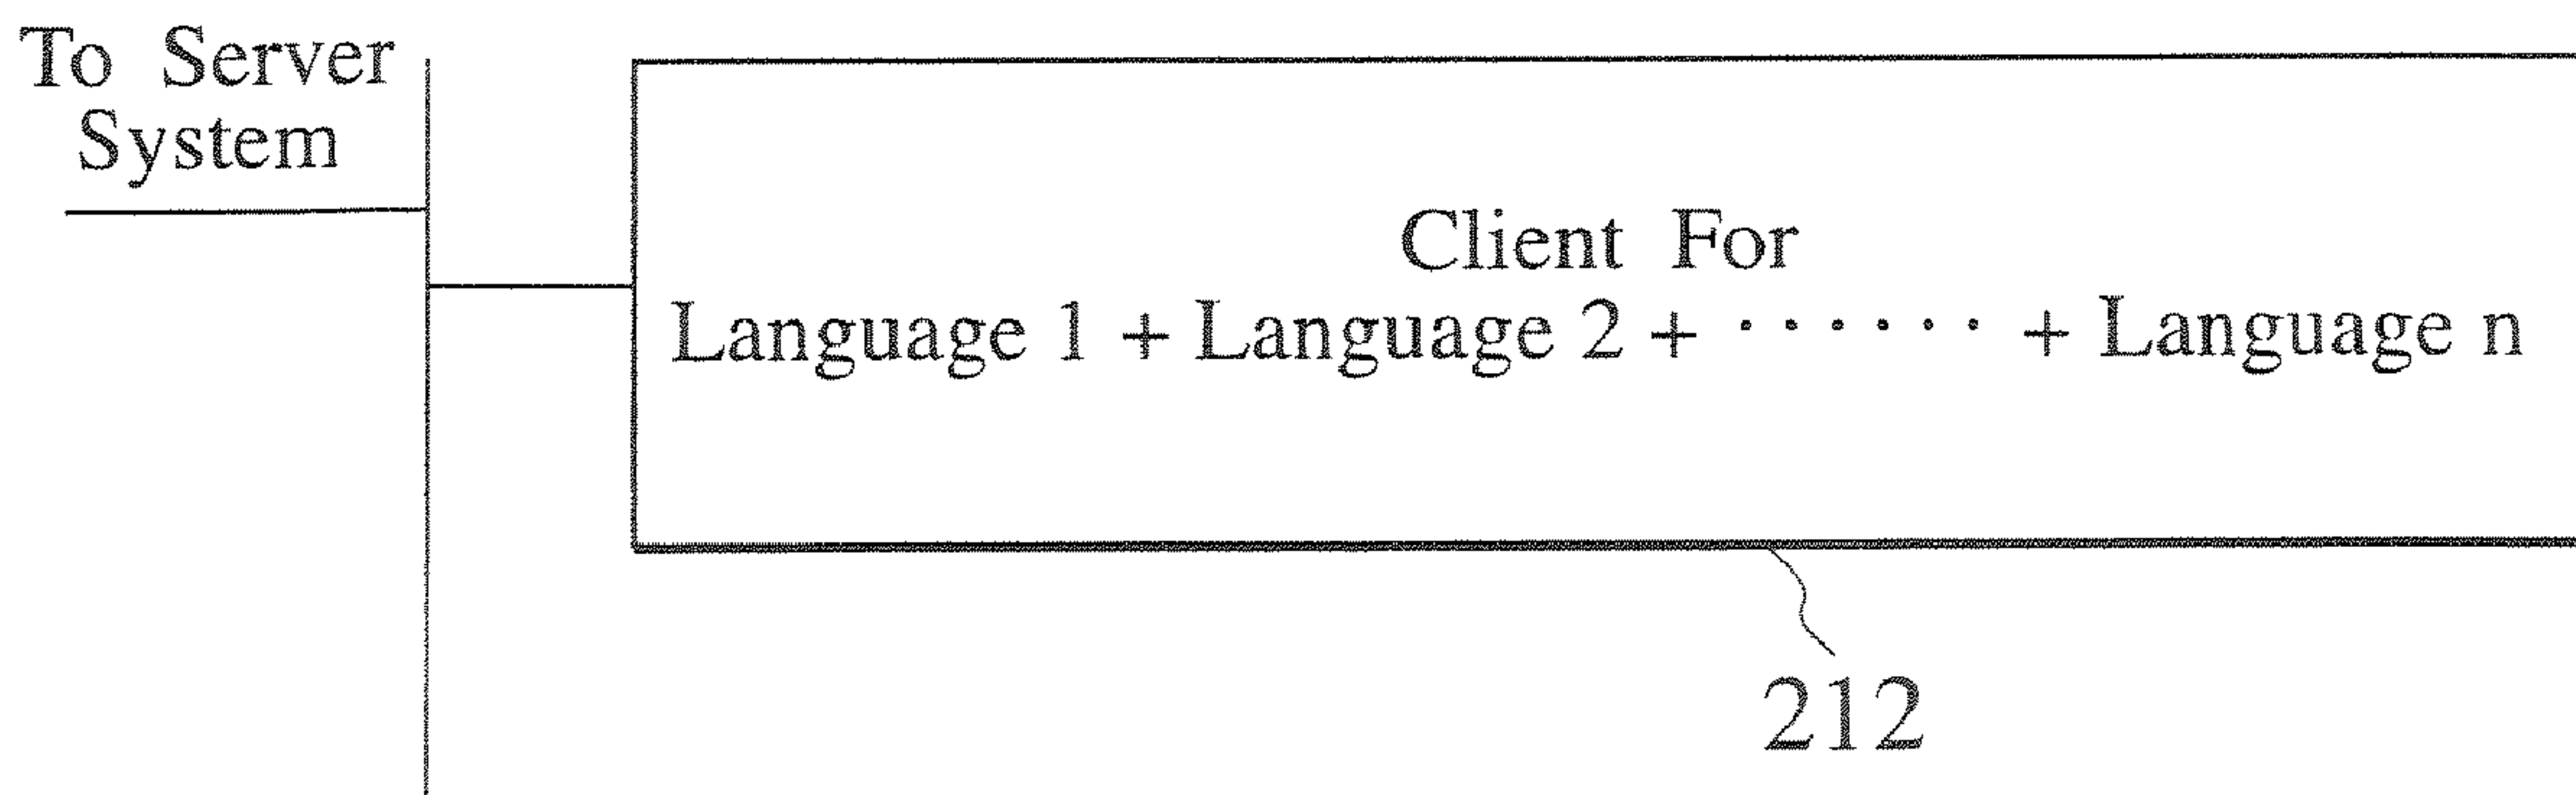 To Server
System
Client For
Language 1 + Language 2 + · · · · · · + Language n
212